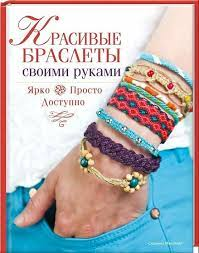 Красивые
браслеты
своими руками
Ярко Просто
Доступно